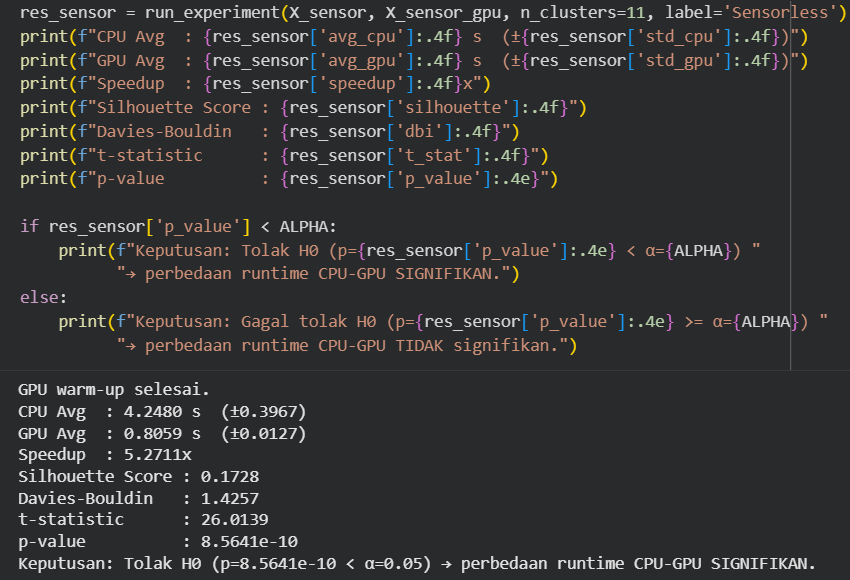 res_sensor = run_experiment(X_sensor, X_sensor_gpu, n_clusters=11, label='Sensorless')
print(f"CPU Avg  : {res_sensor['avg_cpu']:.4f} s  (±{res_sensor['std_cpu']:.4f})")
print(f"GPU Avg  : {res_sensor['avg_gpu']:.4f} s  (±{res_sensor['std_gpu']:.4f})")
print(f"Speedup  : {res_sensor['speedup']:.4f}x")
print(f"Silhouette Score : {res_sensor['silhouette']:.4f}")
print(f"Davies-Bouldin   : {res_sensor['dbi']:.4f}")
print(f"t-statistic      : {res_sensor['t_stat']:.4f}")
print(f"p-value          : {res_sensor['p_value']:.4e}")
if res_sensor['p_value'] < ALPHA:
    print(f"Keputusan: Tolak H0 (p={res_sensor['p_value']:.4e} < α={ALPHA}) "
          "→ perbedaan runtime CPU-GPU SIGNIFIKAN.")
else:
    print(f"Keputusan: Gagal tolak H0 (p={res_sensor['p_value']:.4e} >= α={ALPHA}) "
          "→ perbedaan runtime CPU-GPU TIDAK signifikan.")
GPU warm-up selesai.
CPU Avg  : 4.2480 s  (±0.3967)
GPU Avg  : 0.8059 s  (±0.0127)
Speedup  : 5.2711x
Silhouette Score : 0.1728
Davies-Bouldin   : 1.4257
t-statistic      : 26.0139
p-value          : 8.5641e-10
Keputusan: Tolak H0 (p=8.5641e-10 < α=0.05) → perbedaan runtime CPU-GPU SIGNIFIKAN.